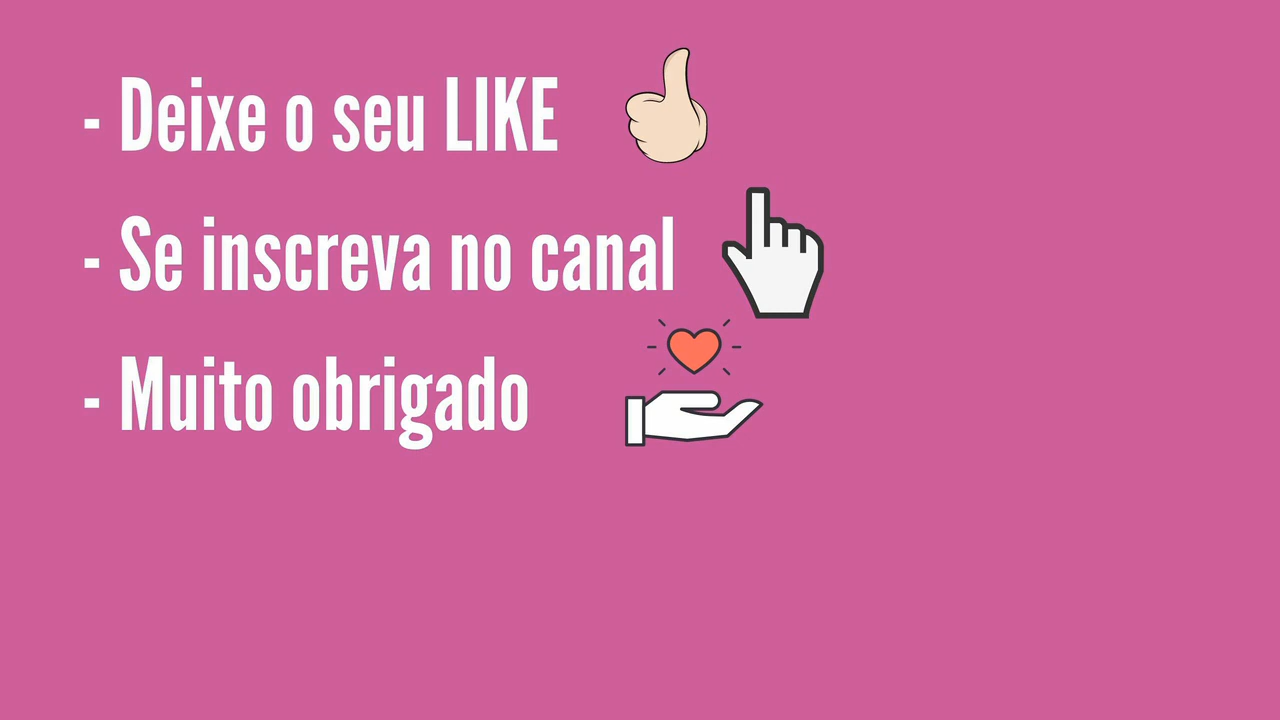 - Deixe o seu LIKE
- Se inscreva no canal
- Muito obrigado